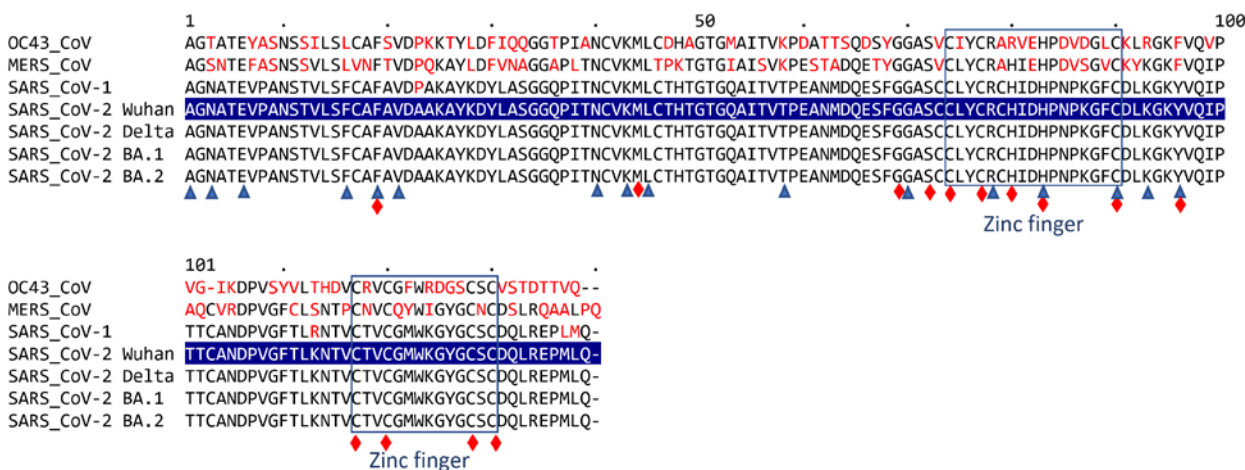 1 . 50 . 100
OC43_CoV AGTATEYASNSSILSLCAFSVDPKKTYLDFIQQGGTPIANCVKMLCDHAGTGMAITVKPDATTSQDSYGGASVCIYCRARVEHPDVDGLCKLRGKFVQVP
MERS_CoV AGSNTEFASNSSVLSLVNFTVDPQKAYLDFVNAGGAPLTNCVKMLTPKTGTGIAISVKPESTADQETYGGASVCLYCRAHIEHPDVSGVCKYKGKFVQIP
SARS_CoV-1 AGNATEVPANSTVLSFCAFAVDPAKAYKDYLASGGQPITNCVKMLCTHTGTGQAITVTPEANMDQESFGGASCCLYCRCHIDHPNPKGFCDLKGKYVQIP
SARS_CoV-2 Wuhan AGNATEVPANSTVLSFCAFAVDAAKAYKDYLASGGQPITNCVKMLCTHTGTGQAITVTPEANMDQESFGGASCCLYCRCHIDHPNPKGFCDLKGKYVQIP
SARS_CoV-2 Delta AGNATEVPANSTVLSFCAFAVDAAKAYKDYLASGGQPITNCVKMLCTHTGTGQAITVTPEANMDQESFGGASCCLYCRCHIDHPNPKGFCDLKGKYVQIP
SARS_CoV-2 BA.1 AGNATEVPANSTVLSFCAFAVDAAKAYKDYLASGGQPITNCVKMLCTHTGTGQAITVTPEANMDQESFGGASCCLYCRCHIDHPNPKGFCDLKGKYVQIP
SARS_CoV-2 BA.2 AGNATEVPANSTVLSFCAFAVDAAKAYKDYLASGGQPITNCVKMLCTHTGTGQAITVTPEANMDQESFGGASCCLYCRCHIDHPNPKGFCDLKGKYVQIP
Zinc finger
101 . . .
OC43_CoV VG-IKDPVSYVLTHDVCRVCGFWRDGSCSCVSTDTTVQ--
MERS_CoV AQCVRDPVGFCLSNTPCNVCQYWIGYGCNCDSLRQAALPQ
SARS_CoV-1 TTCANDPVGFTLRNTVCTVCGMWKGYGCSCDQLREPLMQ-
SARS_CoV-2 Wuhan TTCANDPVGFTLKNTVCTVCGMWKGYGCSCDQLREPMLQ-
SARS_CoV-2 Delta TTCANDPVGFTLKNTVCTVCGMWKGYGCSCDQLREPMLQ-
SARS_CoV-2 BA.1 TTCANDPVGFTLKNTVCTVCGMWKGYGCSCDQLREPMLQ-
SARS_CoV-2 BA.2 TTCANDPVGFTLKNTVCTVCGMWKGYGCSCDQLREPMLQ-
Zinc finger